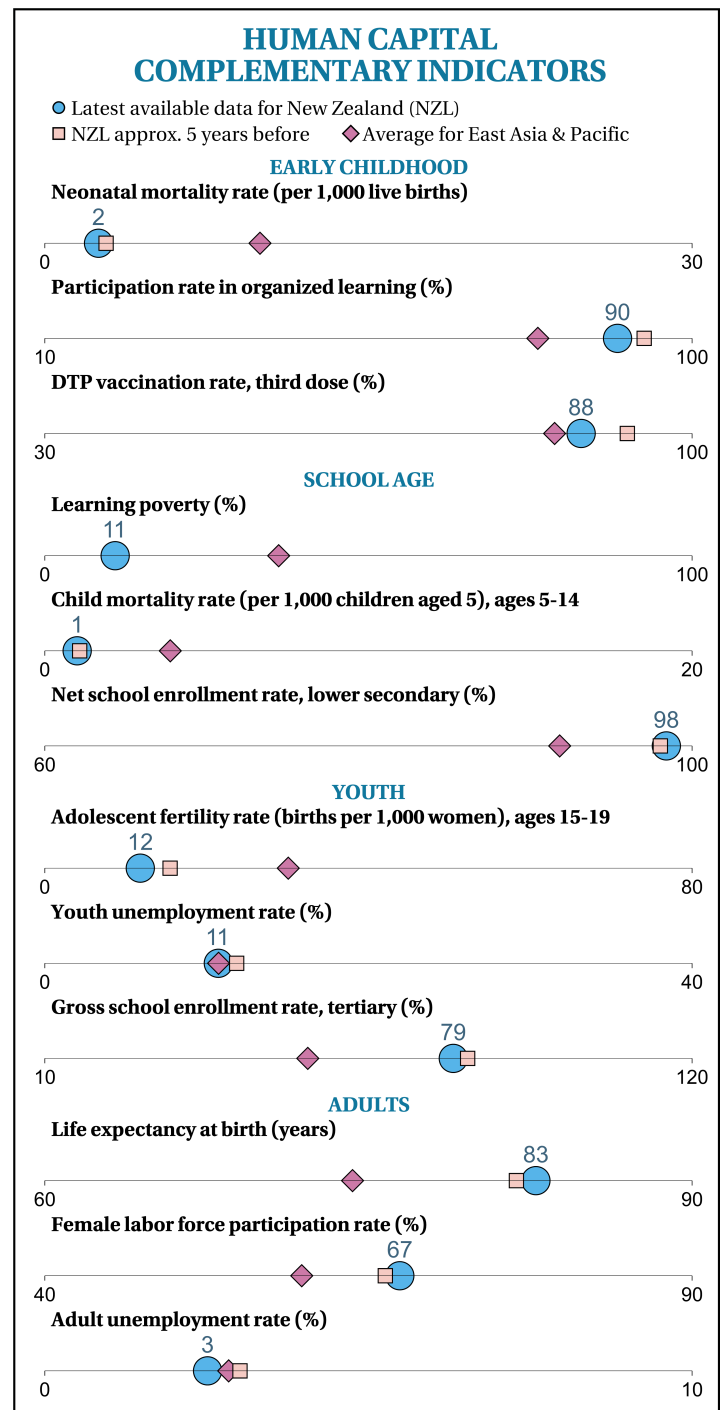 HUMAN CAPITAL
COMPLEMENTARY INDICATORS
Latest available data for New Zealand (NZL)
NZL approx. 5 years before Average for East Asia & Pacific
EARLY CHILDHOOD
Neonatal mortality rate (per 1,000 live births)
2
0 30
Participation rate in organized learning (%)
90
10 100
DTP vaccination rate, third dose (%)
88
30 100
SCHOOL AGE
Learning poverty (%)
11
0 100
Child mortality rate (per 1,000 children aged 5), ages 5-14
1
0 20
Net school enrollment rate, lower secondary (%)
98
60 100
YOUTH
Adolescent fertility rate (births per 1,000 women), ages 15-19
12
0 80
Youth unemployment rate (%)
11
0 40
Gross school enrollment rate, tertiary (%)
79
10 120
ADULTS
Life expectancy at birth (years)
83
60 90
Female labor force participation rate (%)
67
40 90
Adult unemployment rate (%)
3
0 10